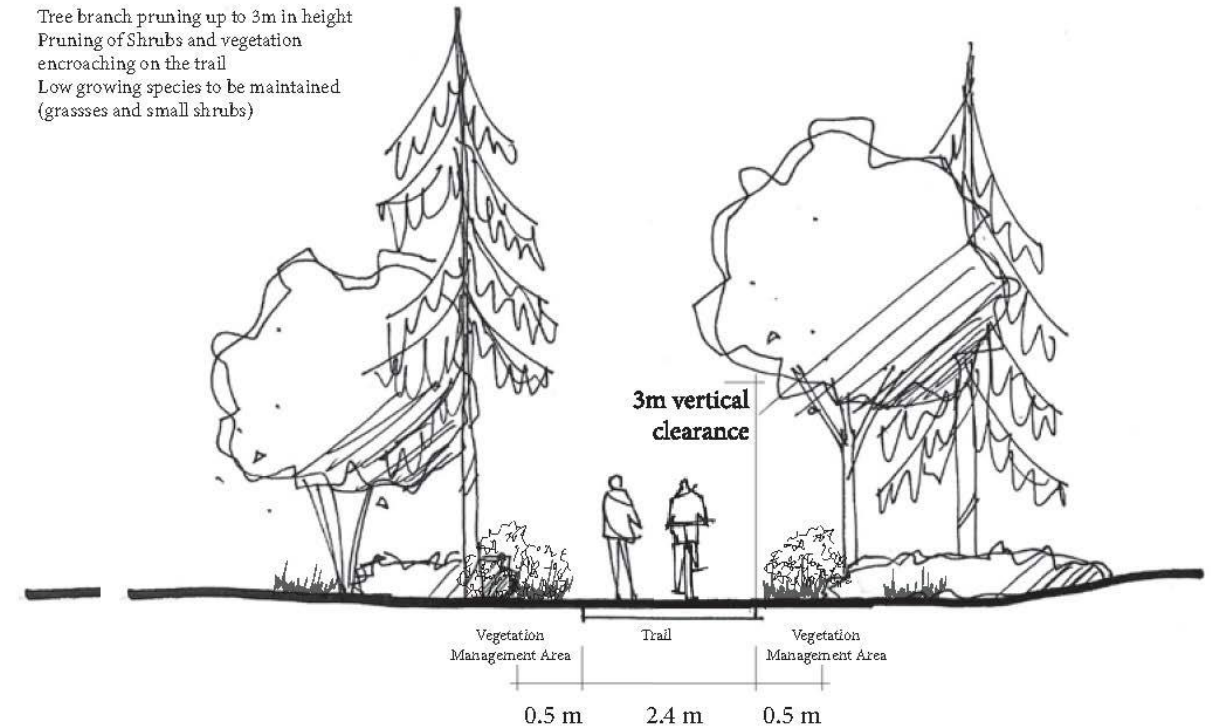 Tree branch pruning up to 3m in height
Pruning of Shrubs and vegetation
encroaching on the trail
Low growing species to be maintained
(grassses and small shrubs)
3m vertical
clearance
Vegetation
Management Area
Trail
Vegetation
Management Area
0.5 m
2.4 m
0.5 m